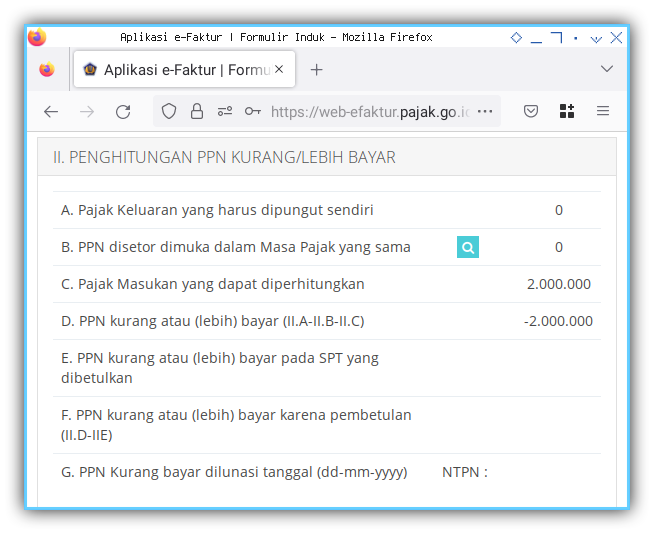 Aplikasi e-Faktur | Formulir Induk - Mozilla Firefox
Aplikasi e-Faktur | Formu
https://web-efaktur.pajak.go.id
II. PENGHITUNGAN PPN KURANG/LEBIH BAYAR
A. Pajak Keluaran yang harus dipungut sendiri 0
B. PPN disetor dimuka dalam Masa Pajak yang sama 0
C. Pajak Masukan yang dapat diperhitungkan 2.000.000
D. PPN kurang atau (lebih) bayar (II.A-II.B-II.C) -2.000.000
E. PPN kurang atau (lebih) bayar pada SPT yang
dibetulkan
F. PPN kurang atau (lebih) bayar karena pembetulan
(II.D-IIE)
G. PPN Kurang bayar dilunasi tanggal (dd-mm-yyyy) NTPN :